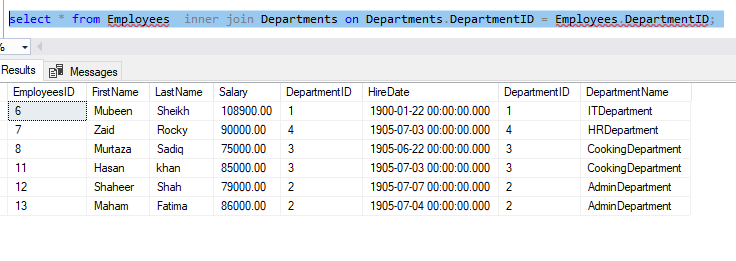 select * from Employees  inner join Departments on Departments.DepartmentID = Employees.DepartmentID;
%
Results Messages
EmployeesID FirstName LastName Salary DepartmentID HireDate DepartmentID DepartmentName
6 Mubeen Sheikh 108900.00 1 1900-01-22 00:00:00.000 1 ITDepartment
7 Zaid Rocky 90000.00 4 1905-07-03 00:00:00.000 4 HRDepartment
8 Murtaza Sadiq 75000.00 3 1905-06-22 00:00:00.000 3 CookingDepartment
11 Hasan khan 85000.00 3 1905-07-03 00:00:00.000 3 CookingDepartment
12 Shaheer Shah 79000.00 2 1905-07-07 00:00:00.000 2 AdminDepartment
13 Maham Fatima 86000.00 2 1905-07-04 00:00:00.000 2 AdminDepartment